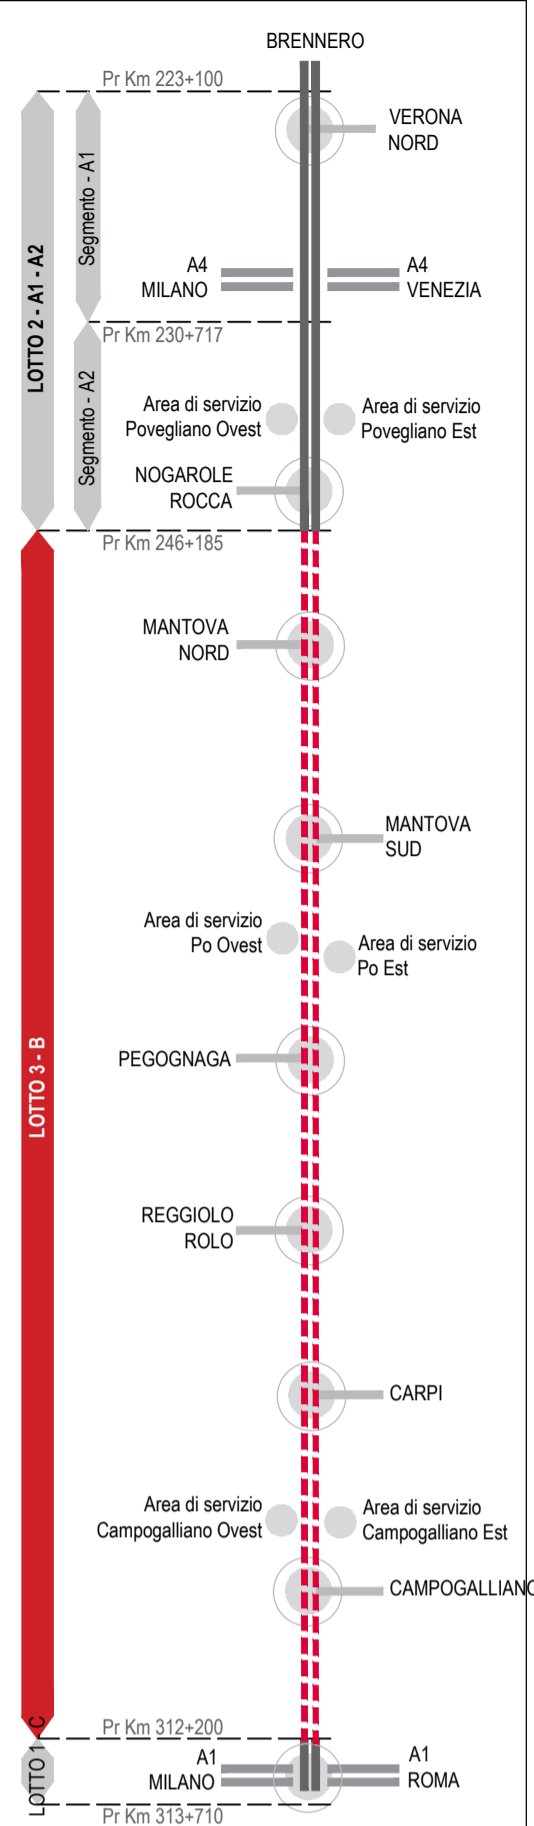 BRENNERO
Pr Km 223+100
VERONA
NORD
Segmento - A1
LOTTO 2 - A1 - A2
A4
MILANO
A4
VENEZIA
Pr Km 230+717
Segmento - A2
Area di servizio
Povegliano Ovest
Area di servizio
Povegliano Est
NOGAROLE
ROCCA
Pr Km 246+185
MANTOVA
NORD
MANTOVA
SUD
Area di servizio
Po Ovest
Area di servizio
Po Est
LOTTO 3 - B
PEGOGNAGA
REGGIOLO
ROLO
CARPI
Area di servizio
Campogalliano Ovest
Area di servizio
Campogalliano Est
CAMPOGALLIANO
Pr Km 312+200
LOTTO 1 C
A1
MILANO
A1
ROMA
Pr Km 313+710